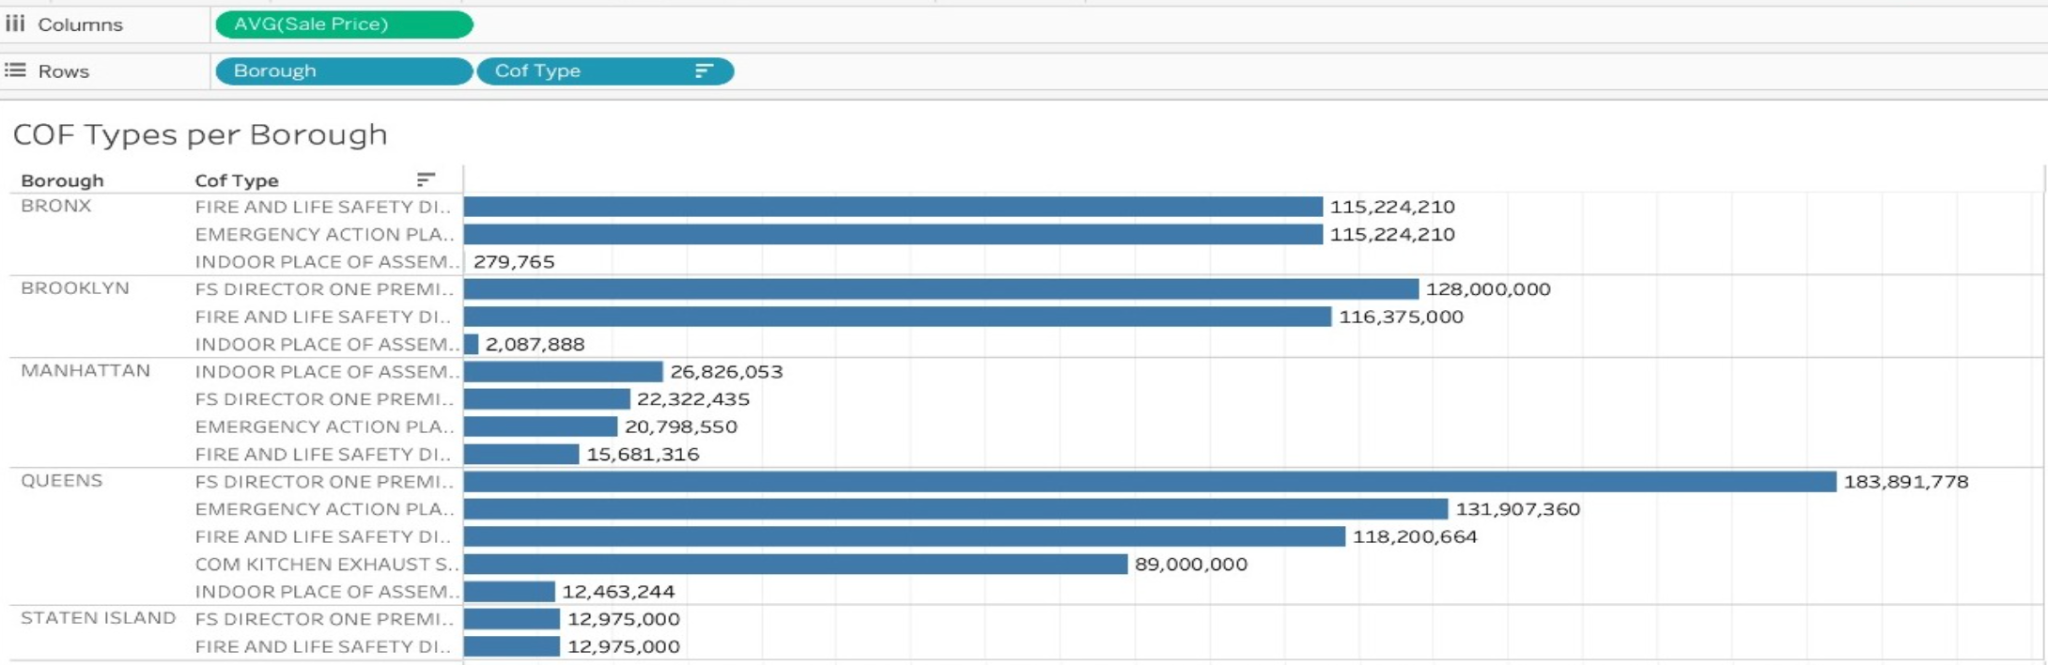 Columns AVG(Sale Price)
Rows Borough Cof Type
COF Types per Borough
Borough Cof Type
BRONX FIRE AND LIFE SAFETY DI.. 115,224,210
EMERGENCY ACTION PLA.. 115,224,210
INDOOR PLACE OF ASSEM.. 279,765
BROOKLYN FS DIRECTOR ONE PREMI.. 128,000,000
FIRE AND LIFE SAFETY DI.. 116,375,000
INDOOR PLACE OF ASSEM.. 2,087,888
MANHATTAN INDOOR PLACE OF ASSEM.. 26,826,053
FS DIRECTOR ONE PREMI.. 22,322,435
EMERGENCY ACTION PLA.. 20,798,550
FIRE AND LIFE SAFETY DI.. 15,681,316
QUEENS FS DIRECTOR ONE PREMI.. 183,891,778
EMERGENCY ACTION PLA.. 131,907,360
FIRE AND LIFE SAFETY DI.. 118,200,664
COM KITCHEN EXHAUST S.. 89,000,000
INDOOR PLACE OF ASSEM.. 12,463,244
STATEN ISLAND FS DIRECTOR ONE PREMI.. 12,975,000
FIRE AND LIFE SAFETY DI.. 12,975,000